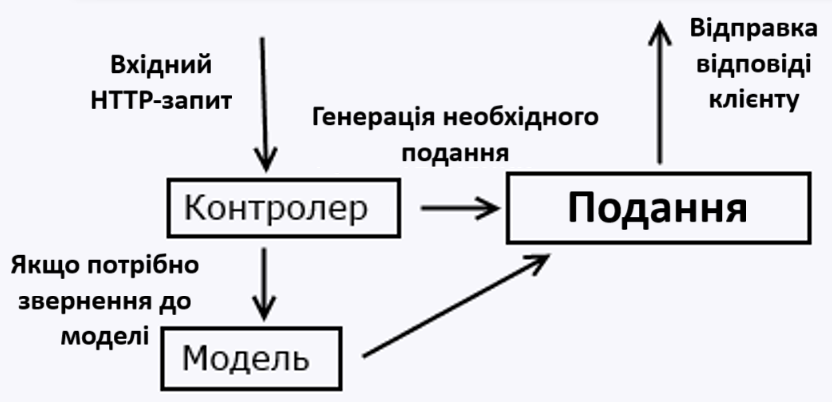 Вхідний
HTTP-запит
Відправка
відповіді
клієнту
Генерація необхідного
подання
Контролер
Подання
Якщо потрібно
звернення до
моделі
Модель